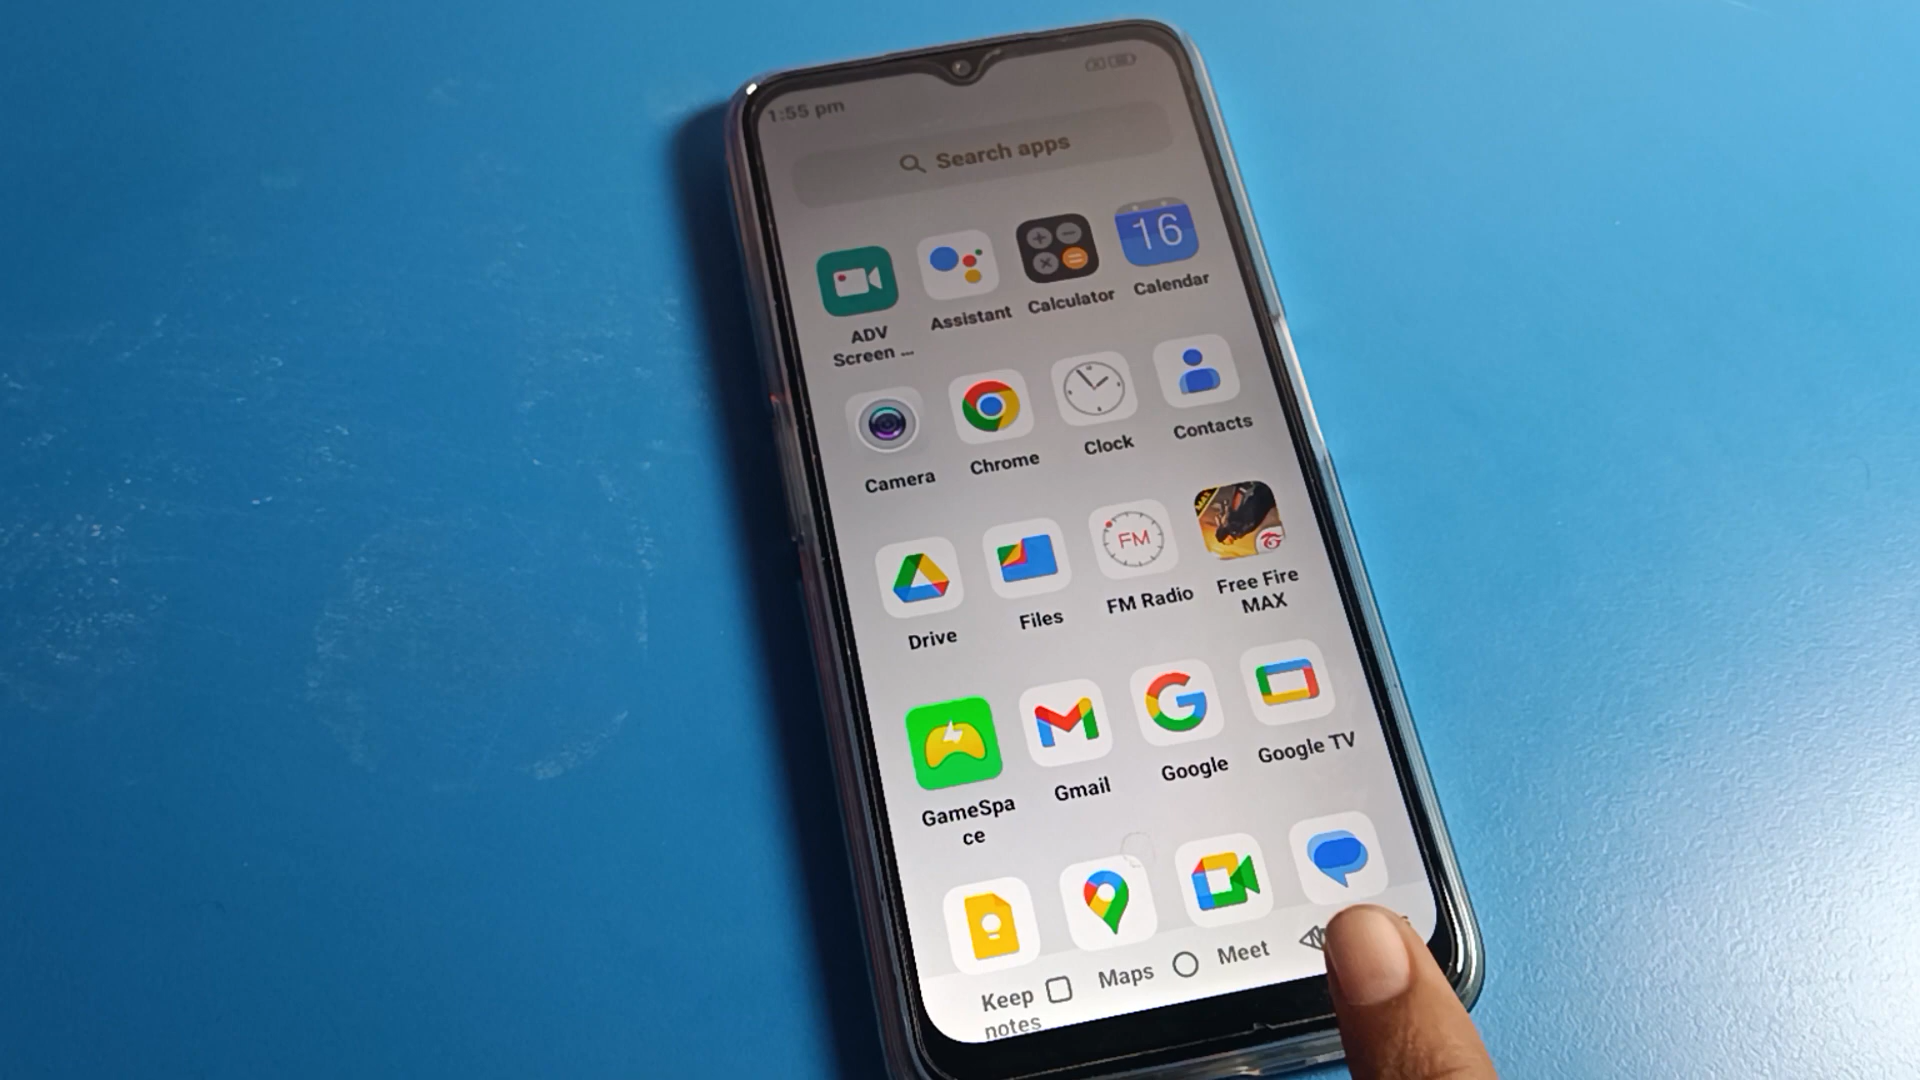 1:55 pm
Search apps
16
ADV
Screen ...
Assistant
Calculator
Calendar
Camera
Chrome
Clock
Contacts
FM
MAX
Drive
Files
FM Radio
Free Fire
MAX
GameSpa
ce
Gmail
Google
Google TV
Keep
notes
Maps
Meet